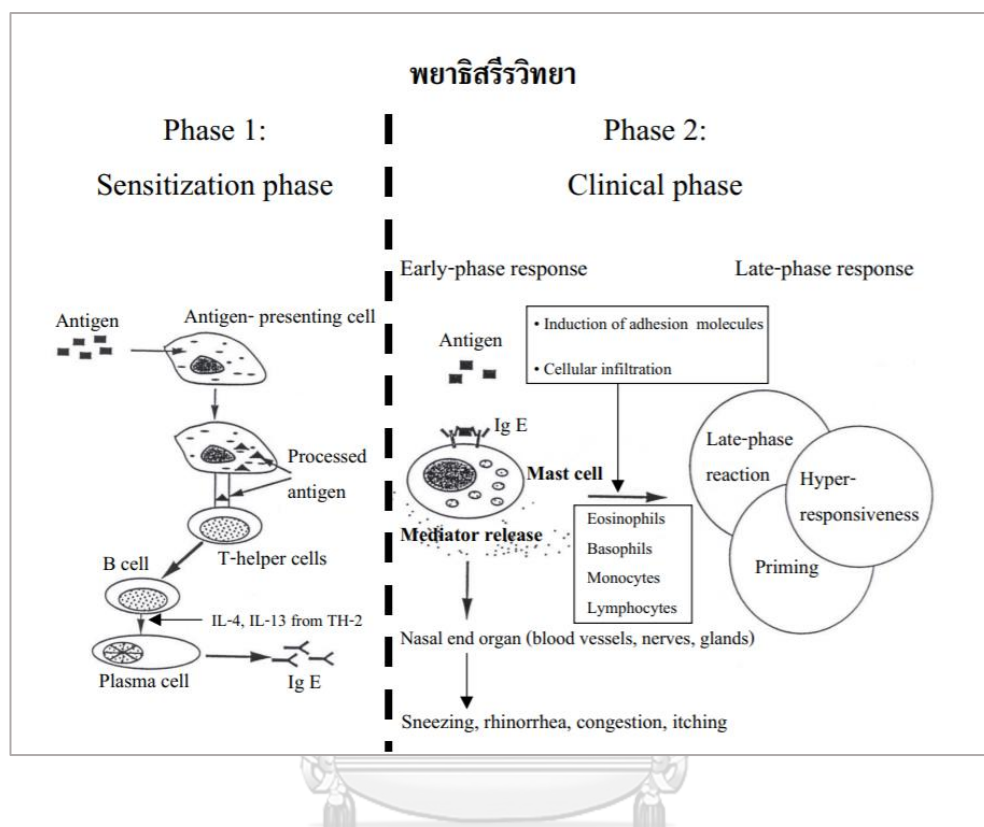 พยาธิสรีรวิทยา
Phase 1:
Sensitization phase
Antigen
Antigen- presenting cell
Processed
antigen
T-helper cells
B cell
IL-4, IL-13 from TH-2
Plasma cell
Ig E
Phase 2:
Clinical phase
Early-phase response
Late-phase response
• Induction of adhesion molecules
• Cellular infiltration
Antigen
Ig E
Mast cell
Mediator release
Eosinophils
Basophils
Monocytes
Lymphocytes
Late-phase
reaction
Hyper-
responsiveness
Priming
Nasal end organ (blood vessels, nerves, glands)
Sneezing, rhinorrhea, congestion, itching